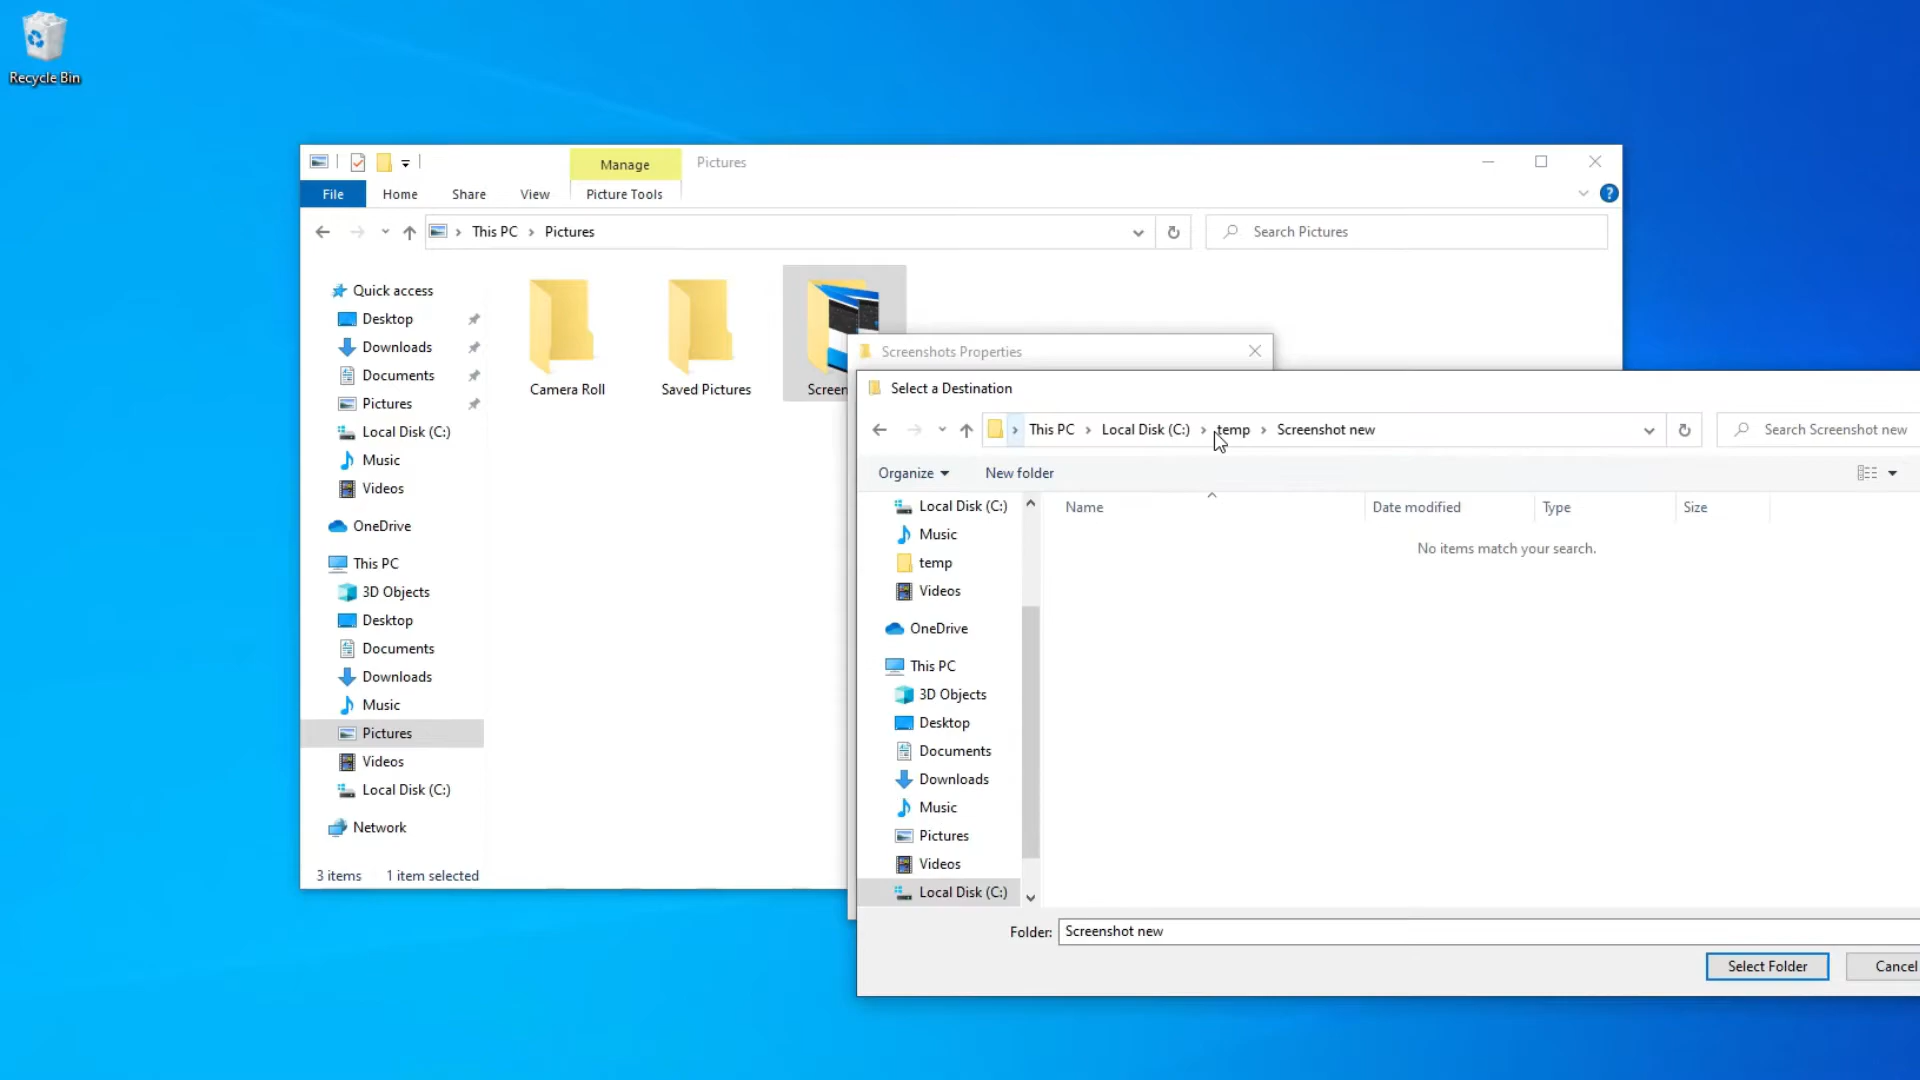 Recycle Bin
Manage
Pictures
File
Home
Share
View
Picture Tools
This PC
Pictures
Search Pictures
Quick access
Desktop
Downloads
Documents
Pictures
Local Disk (C:)
Music
Videos
OneDrive
This PC
3D Objects
Desktop
Documents
Downloads
Music
Pictures
Videos
Local Disk (C:)
Network
3 items
1 item selected
Camera Roll
Saved Pictures
Screen
Screenshots Properties
Select a Destination
This PC
Local Disk (C:)
temp
Screenshot new
Search Screenshot new
Organize
New folder
Local Disk (C:)
Music
temp
Videos
OneDrive
This PC
3D Objects
Desktop
Documents
Downloads
Music
Pictures
Videos
Local Disk (C:)
Name
Date modified
Type
Size
No items match your search.
Folder:
Screenshot new
Select Folder
Cancel